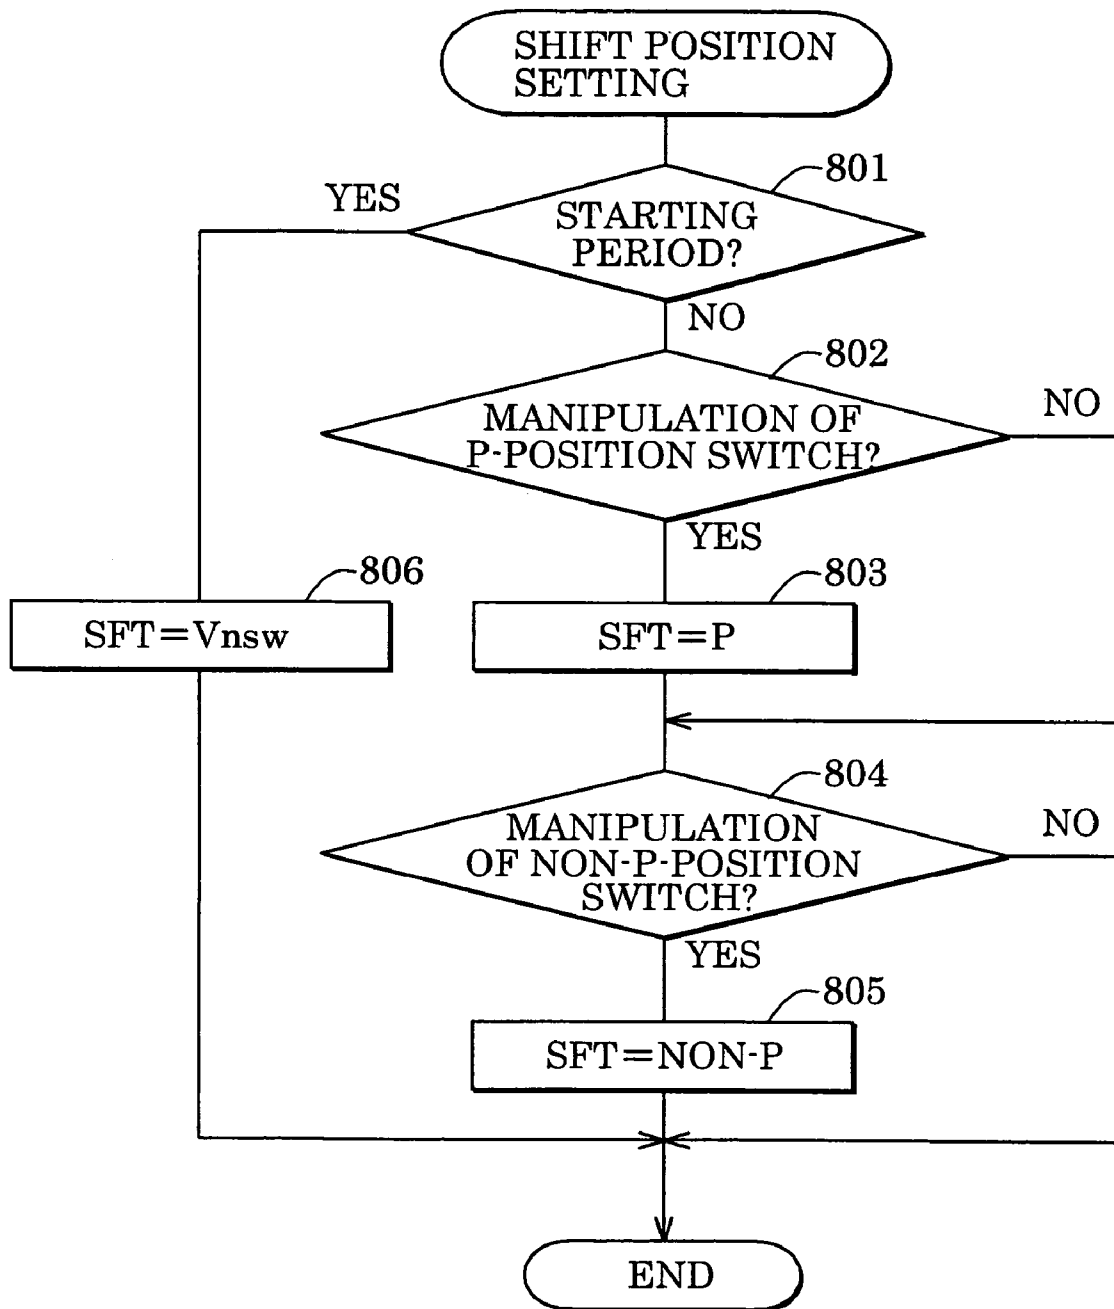 SHIFT POSITION
SETTING
801
YES
STARTING
PERIOD?
NO
802
MANIPULATION OF
P-POSITION SWITCH?
NO
YES
806
SFT=Vnsw
803
SFT=P
804
MANIPULATION
OF NON-P-POSITION
SWITCH?
NO
YES
805
SFT=NON-P
END